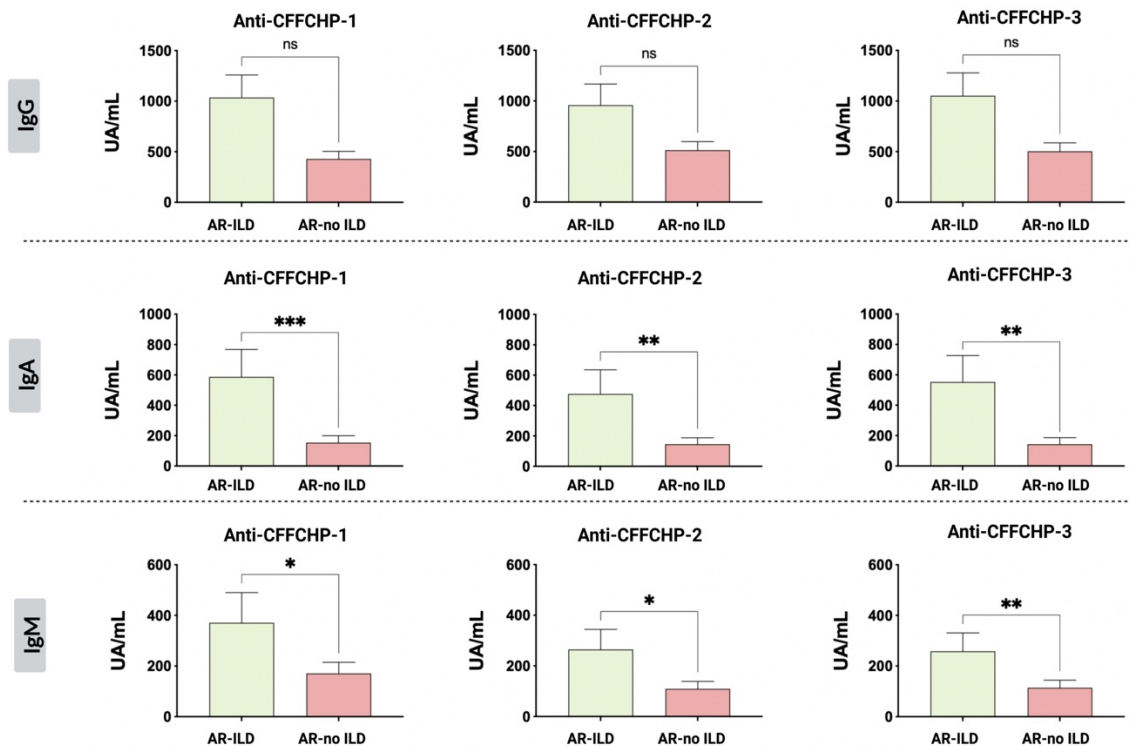 IgG
Anti-CFFCHP-1
ns
UA/mL
1500
1000
500
0
AR-ILD AR-no ILD
Anti-CFFCHP-2
ns
UA/mL
1500
1000
500
0
AR-ILD AR-no ILD
Anti-CFFCHP-3
ns
UA/mL
1500
1000
500
0
AR-ILD AR-no ILD
IgA
Anti-CFFCHP-1
***
UA/mL
1000
800
600
400
200
0
AR-ILD AR-no ILD
Anti-CFFCHP-2
**
UA/mL
1000
800
600
400
200
0
AR-ILD AR-no ILD
Anti-CFFCHP-3
**
UA/mL
1000
800
600
400
200
0
AR-ILD AR-no ILD
IgM
Anti-CFFCHP-1
*
UA/mL
600
400
200
0
AR-ILD AR-no ILD
Anti-CFFCHP-2
*
UA/mL
600
400
200
0
AR-ILD AR-no ILD
Anti-CFFCHP-3
**
UA/mL
600
400
200
0
AR-ILD AR-no ILD